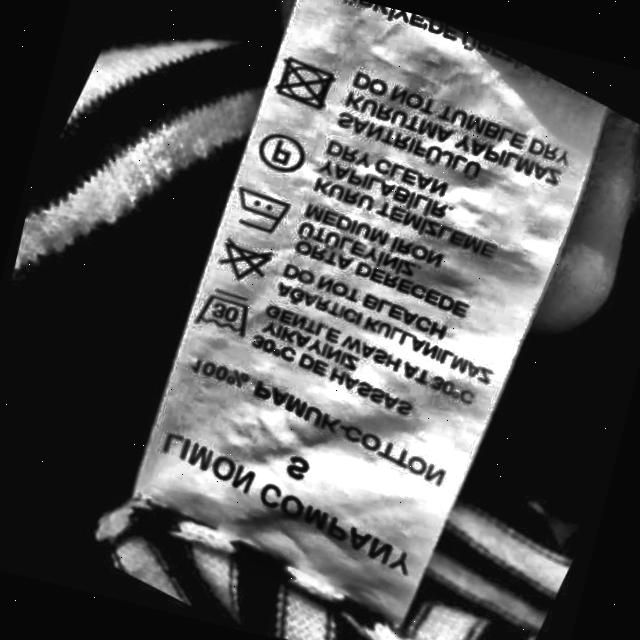 LIMON COMPANY
S
100% PAMUK-COTTON
30°C DE HASSAS
YIKAYINIZ
GENTLE WASH AT 30°C
30
AĞARTICI KULLANILMAZ
DO NOT BLEACH
ORTA DERECEDE
ÜTÜLEYİNİZ
MEDIUM IRON
KURU TEMİZLEME
YAPILABİLİR
DRY CLEAN
P
SANTRİFÜJLÜ
KURUTMA YAPILMAZ
DO NOT TUMBLE DRY